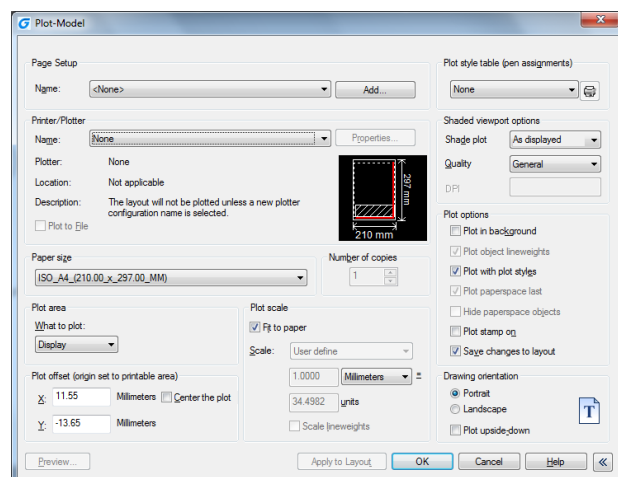 Plot-Model
Page Setup
Name: <None> Add...
Plot style table (pen assignments)
None
Printer/Plotter
Name: None Properties...
Plotter: None
Location: Not applicable
Description: The layout will not be plotted unless a new plotter
configuration name is selected.
Plot to File
297 mm
210 mm
Shaded viewport options
Shade plot As displayed
Quality General
DPI
Paper size
ISO_A4_(210.00_x_297.00_MM)
Number of copies
1
Plot options
Plot in background
Plot object lineweights
Plot with plot styles
Plot paperspace last
Hide paperspace objects
Plot stamp on
Save changes to layout
Plot area
What to plot:
Display
Plot scale
Fit to paper
Scale: User define
1.0000 Millimeters =
34.4982 units
Scale lineweights
Plot offset (origin set to printable area)
X: 11.55 Millimeters Center the plot
Y: -13.65 Millimeters
Drawing orientation
Portrait
Landscape
Plot upside-down
T
Preview... Apply to Layout OK Cancel Help